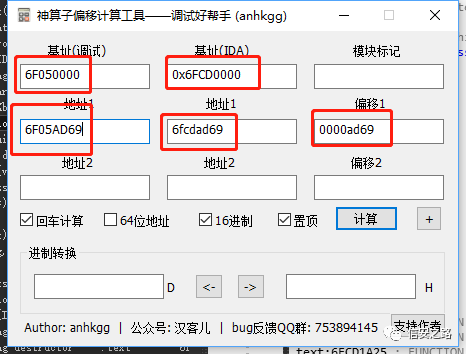 神算子偏移计算工具——调试好帮手 (anhkgg)
基址(调试) 基址(IDA) 模块标记
6F050000 0x6FCD0000
地址1 地址1 偏移1
6F05AD69 6fcdad69 0000ad69
地址2 地址2 偏移2
回车计算 64位地址 16进制 置顶 计算 +
进制转换
D <- -> H
Author: anhkgg | 公众号: 汉客儿 | bug反馈QQ群: 753894145 支持作者
信安之路
text:6FCD1A25 : FUNCTION